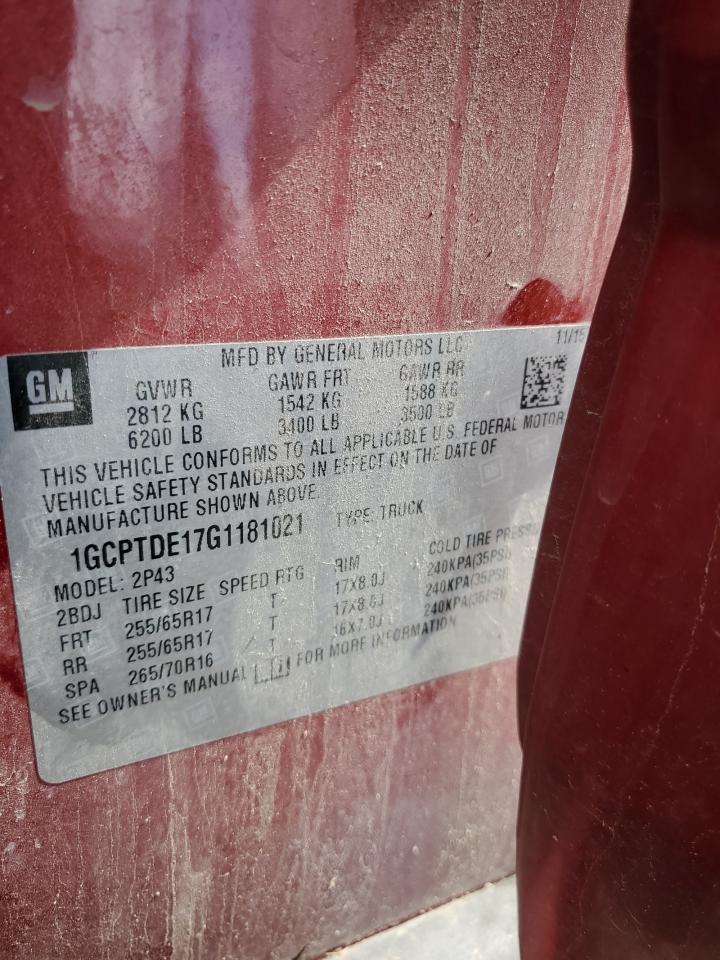 GM
MFD BY GENERAL MOTORS LLC
11/15
GVWR GAWR FRT GAWR RR
2812 KG 1542 KG 1588 KG
6200 LB 3400 LB 3500 LB
THIS VEHICLE CONFORMS TO ALL APPLICABLE U.S. FEDERAL MOTOR
VEHICLE SAFETY STANDARDS IN EFFECT ON THE DATE OF
MANUFACTURE SHOWN ABOVE.
1GCPTDE17G1181021 TYPE: TRUCK
MODEL: 2P43
2BDJ TIRE SIZE SPEED RTG RIM COLD TIRE
FRT 255/65R17 T 17X8.0J 240KPA(35PSI)
RR 255/65R17 T 17X8.0J 240KPA(35PSI)
SPA 265/70R16 T 16X7.0J 240KPA(35PSI)
SEE OWNER'S MANUAL FOR MORE INFORMATION